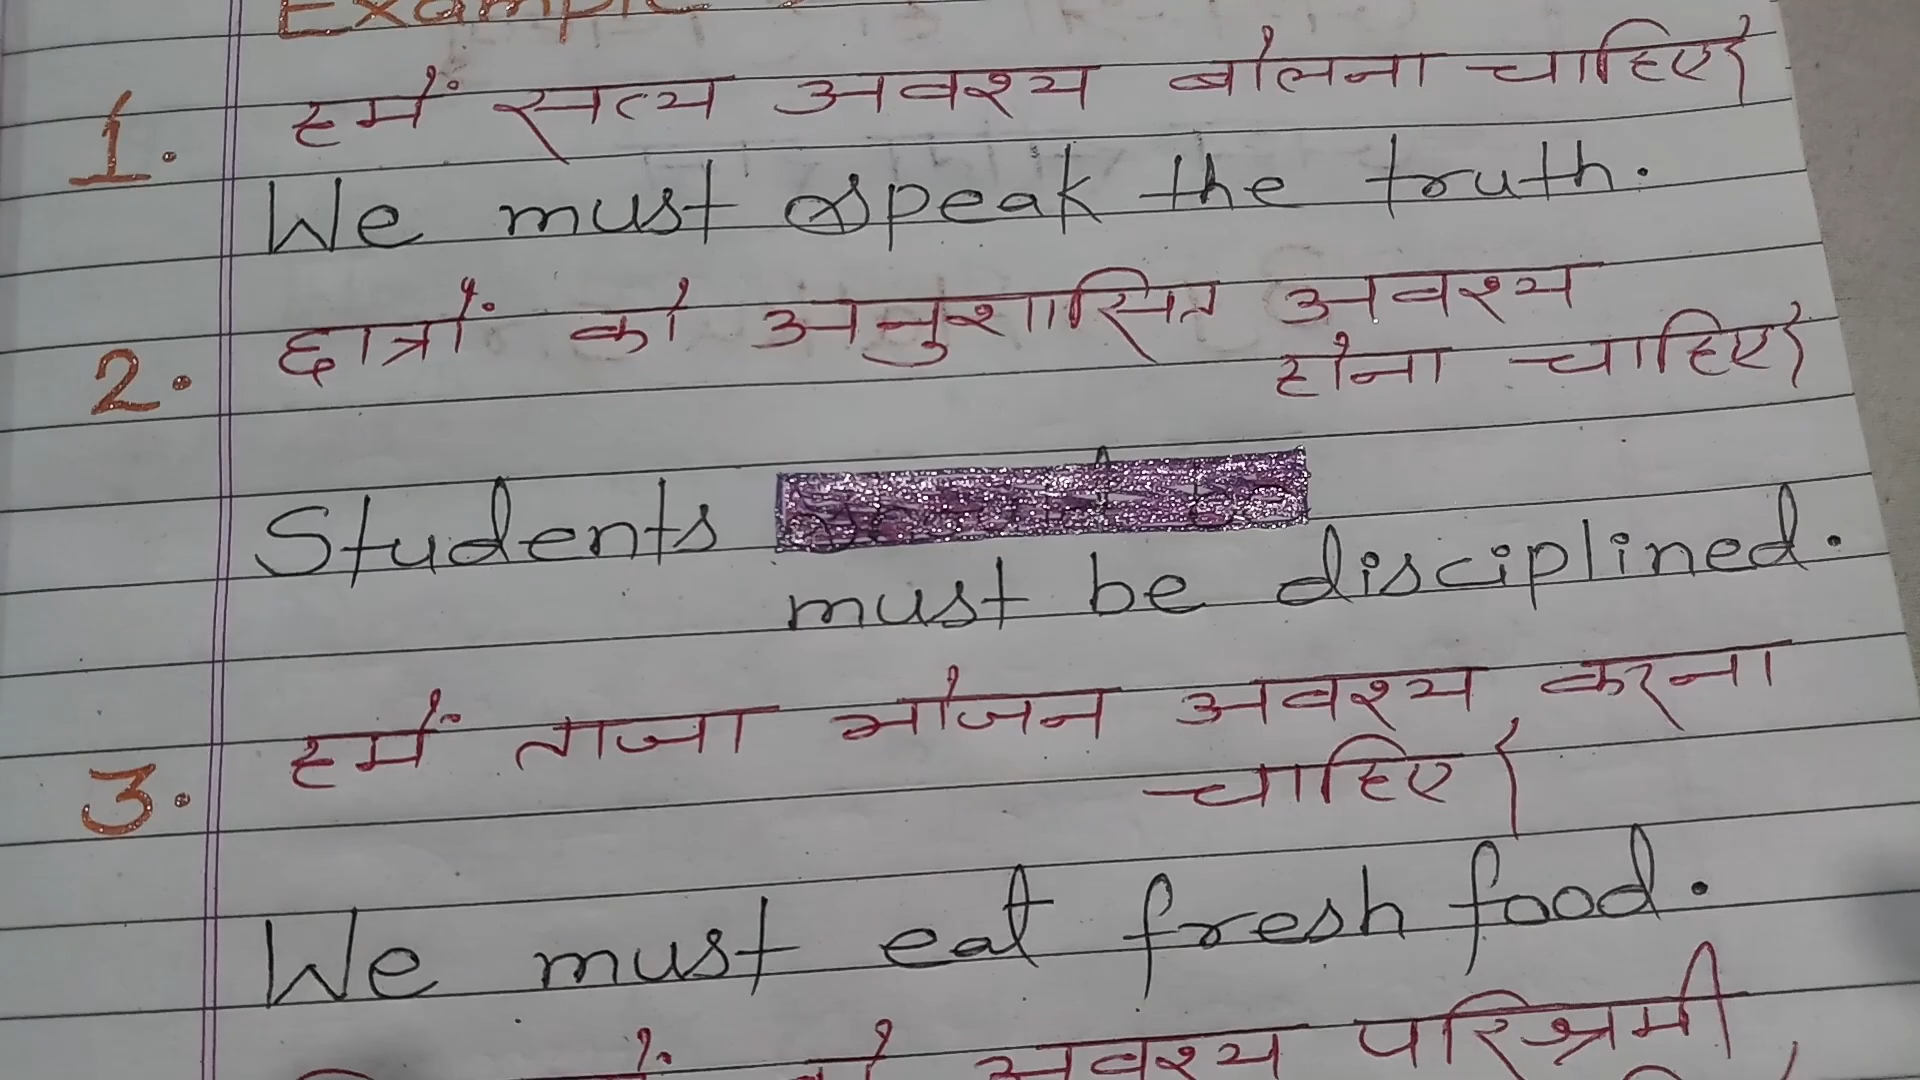 Example
1. हमें सत्य अवश्य बोलना चाहिए।
We must speak the truth.
2. छात्रों को अनुशासित अवश्य
होना चाहिए।
Students
must be disciplined.
हमें ताजा भोजन अवश्य करना
3. चाहिए।
We must eat fresh food.
अवश्य परिश्रमी